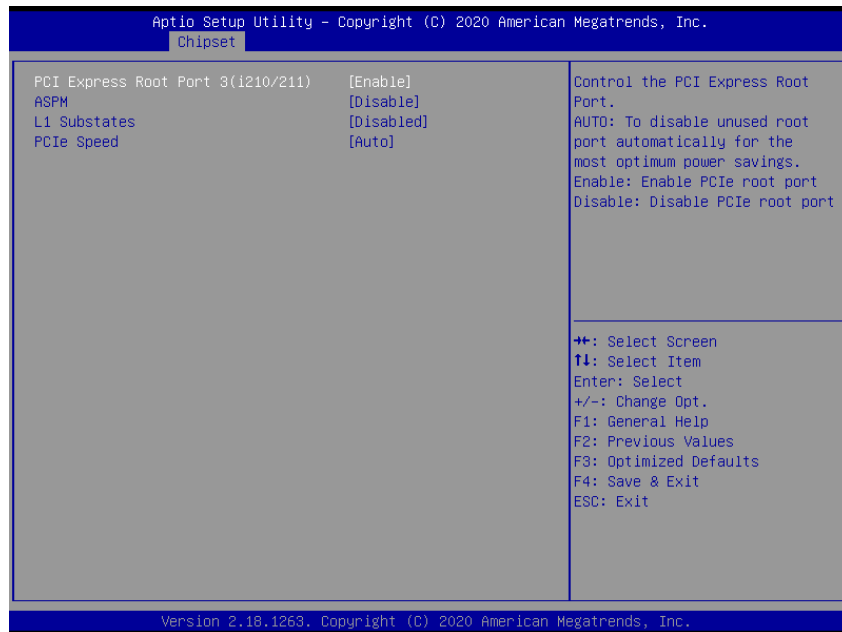 Aptio Setup Utility – Copyright (C) 2020 American Megatrends, Inc.
Chipset
PCI Express Root Port 3(i210/211) [Enable]
ASPM [Disable]
L1 Substates [Disabled]
PCIe Speed [Auto]
Control the PCI Express Root
Port.
AUTO: To disable unused root
port automatically for the
most optimum power savings.
Enable: Enable PCIe root port
Disable: Disable PCIe root port
→←: Select Screen
↑↓: Select Item
Enter: Select
+/-: Change Opt.
F1: General Help
F2: Previous Values
F3: Optimized Defaults
F4: Save & Exit
ESC: Exit
Version 2.18.1263. Copyright (C) 2020 American Megatrends, Inc.